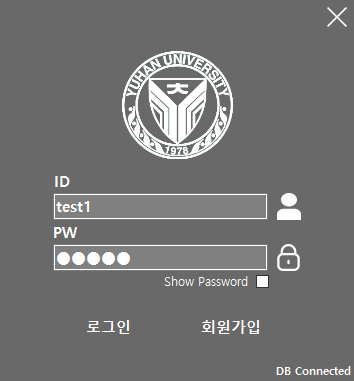 YUHAN UNIVERSITY
大
1978
ID
test1
PW
●●●●●
Show Password
로그인 회원가입
DB Connected